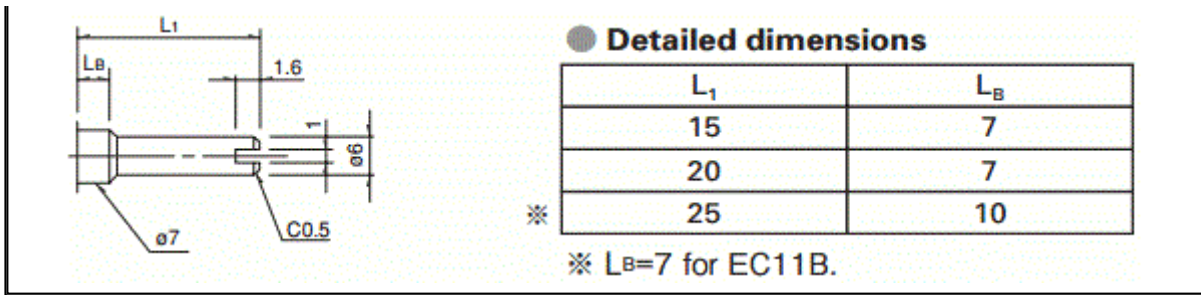 L1
LB
1.6
1
ø6
ø7
C0.5
Detailed dimensions
L₁ L_B
15 7
20 7
※ 25 10
※ LB=7 for EC11B.